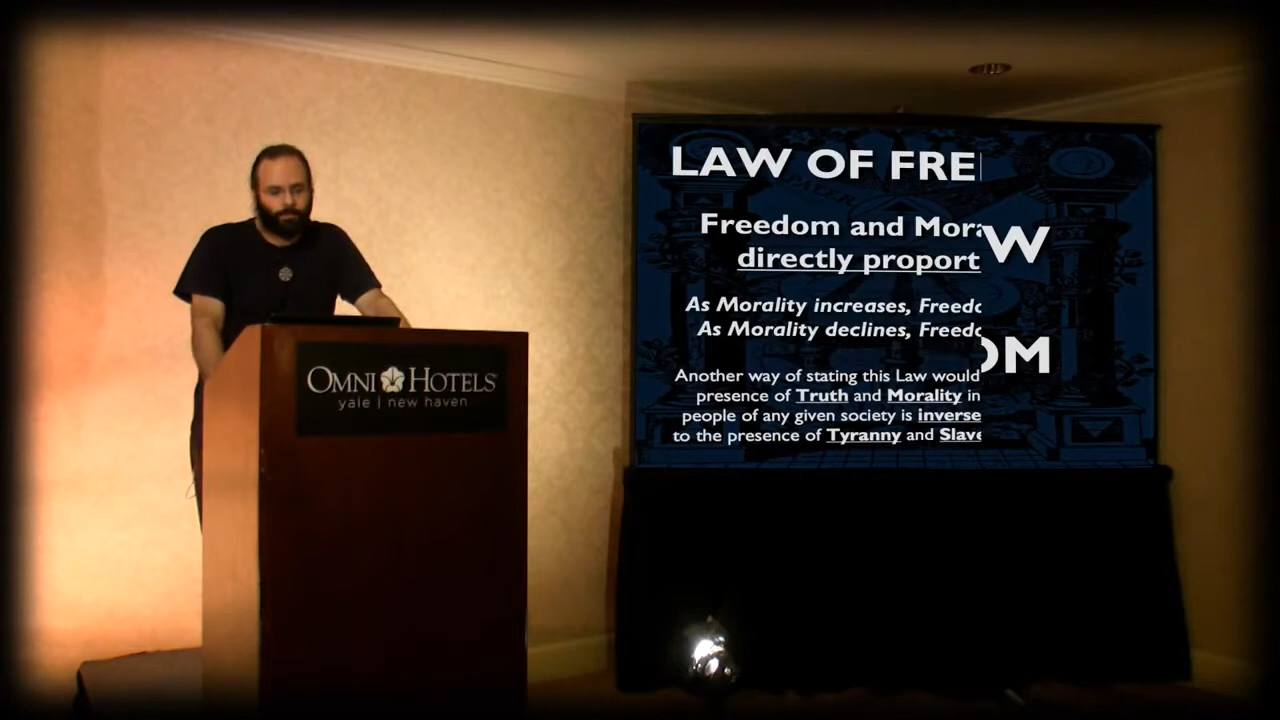 OMNI HOTELS
yale | new haven
LAW OF FRE
Freedom and Mora
directly proport
As Morality increases, Freedo
As Morality declines, Freedo
Another way of stating this Law would
presence of Truth and Morality in
people of any given society is inverse
to the presence of Tyranny and Slave
W
OM